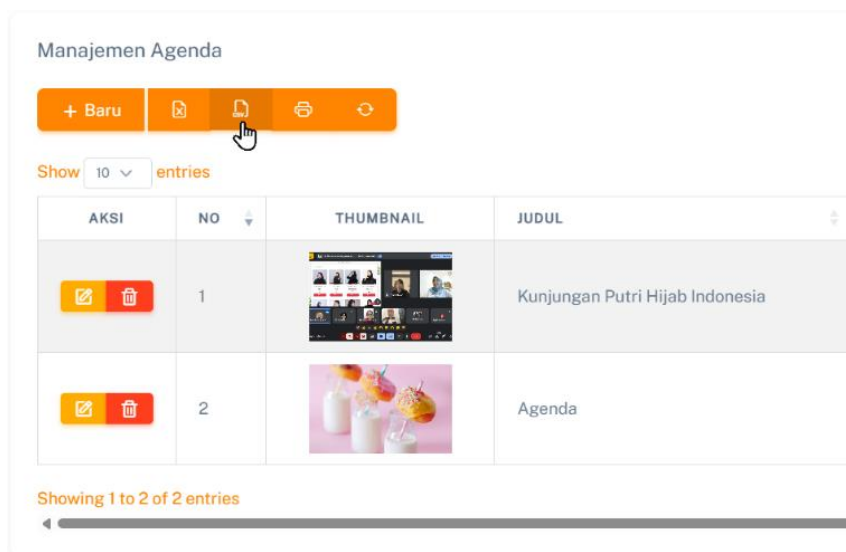 Manajemen Agenda
+ Baru
Show 10 entries
AKSI NO THUMBNAIL JUDUL
1 Kunjungan Putri Hijab Indonesia
2 Agenda
Showing 1 to 2 of 2 entries